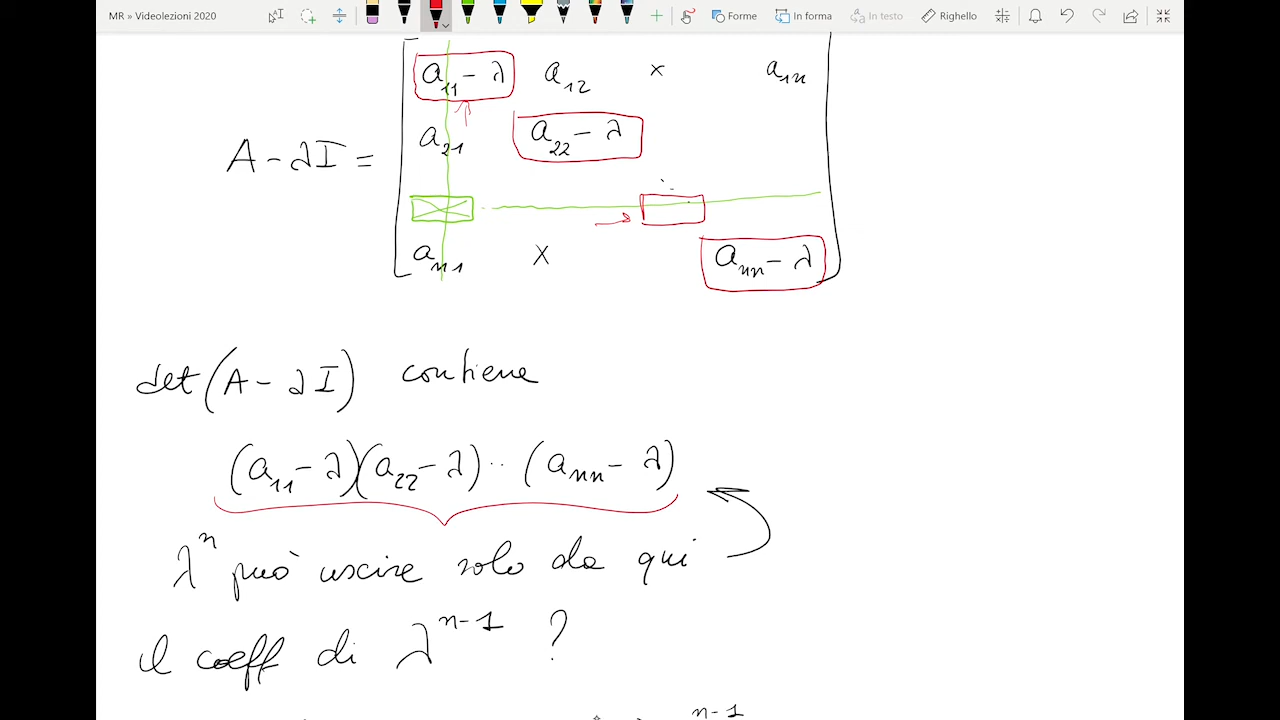 MR » Videolezioni 2020 Forme In forma In testo Righello
a₁₁ - λ a₁₂ x a₁ₙ
A - λI = a₂₁ a₂₂ - λ
aₙ₁ x aₙₙ - λ
det(A - λI) contiene
(a₁₁ - λ)(a₂₂ - λ) ·· (aₙₙ - λ)
λⁿ può uscire solo da qui
il coeff di λⁿ⁻¹ ?
n-1